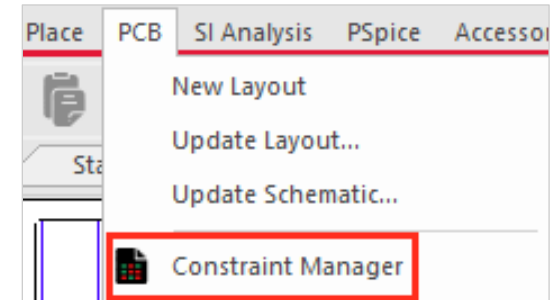 Place PCB SI Analysis PSpice Accessor
New Layout
Sta
Update Layout...
Update Schematic...
Constraint Manager